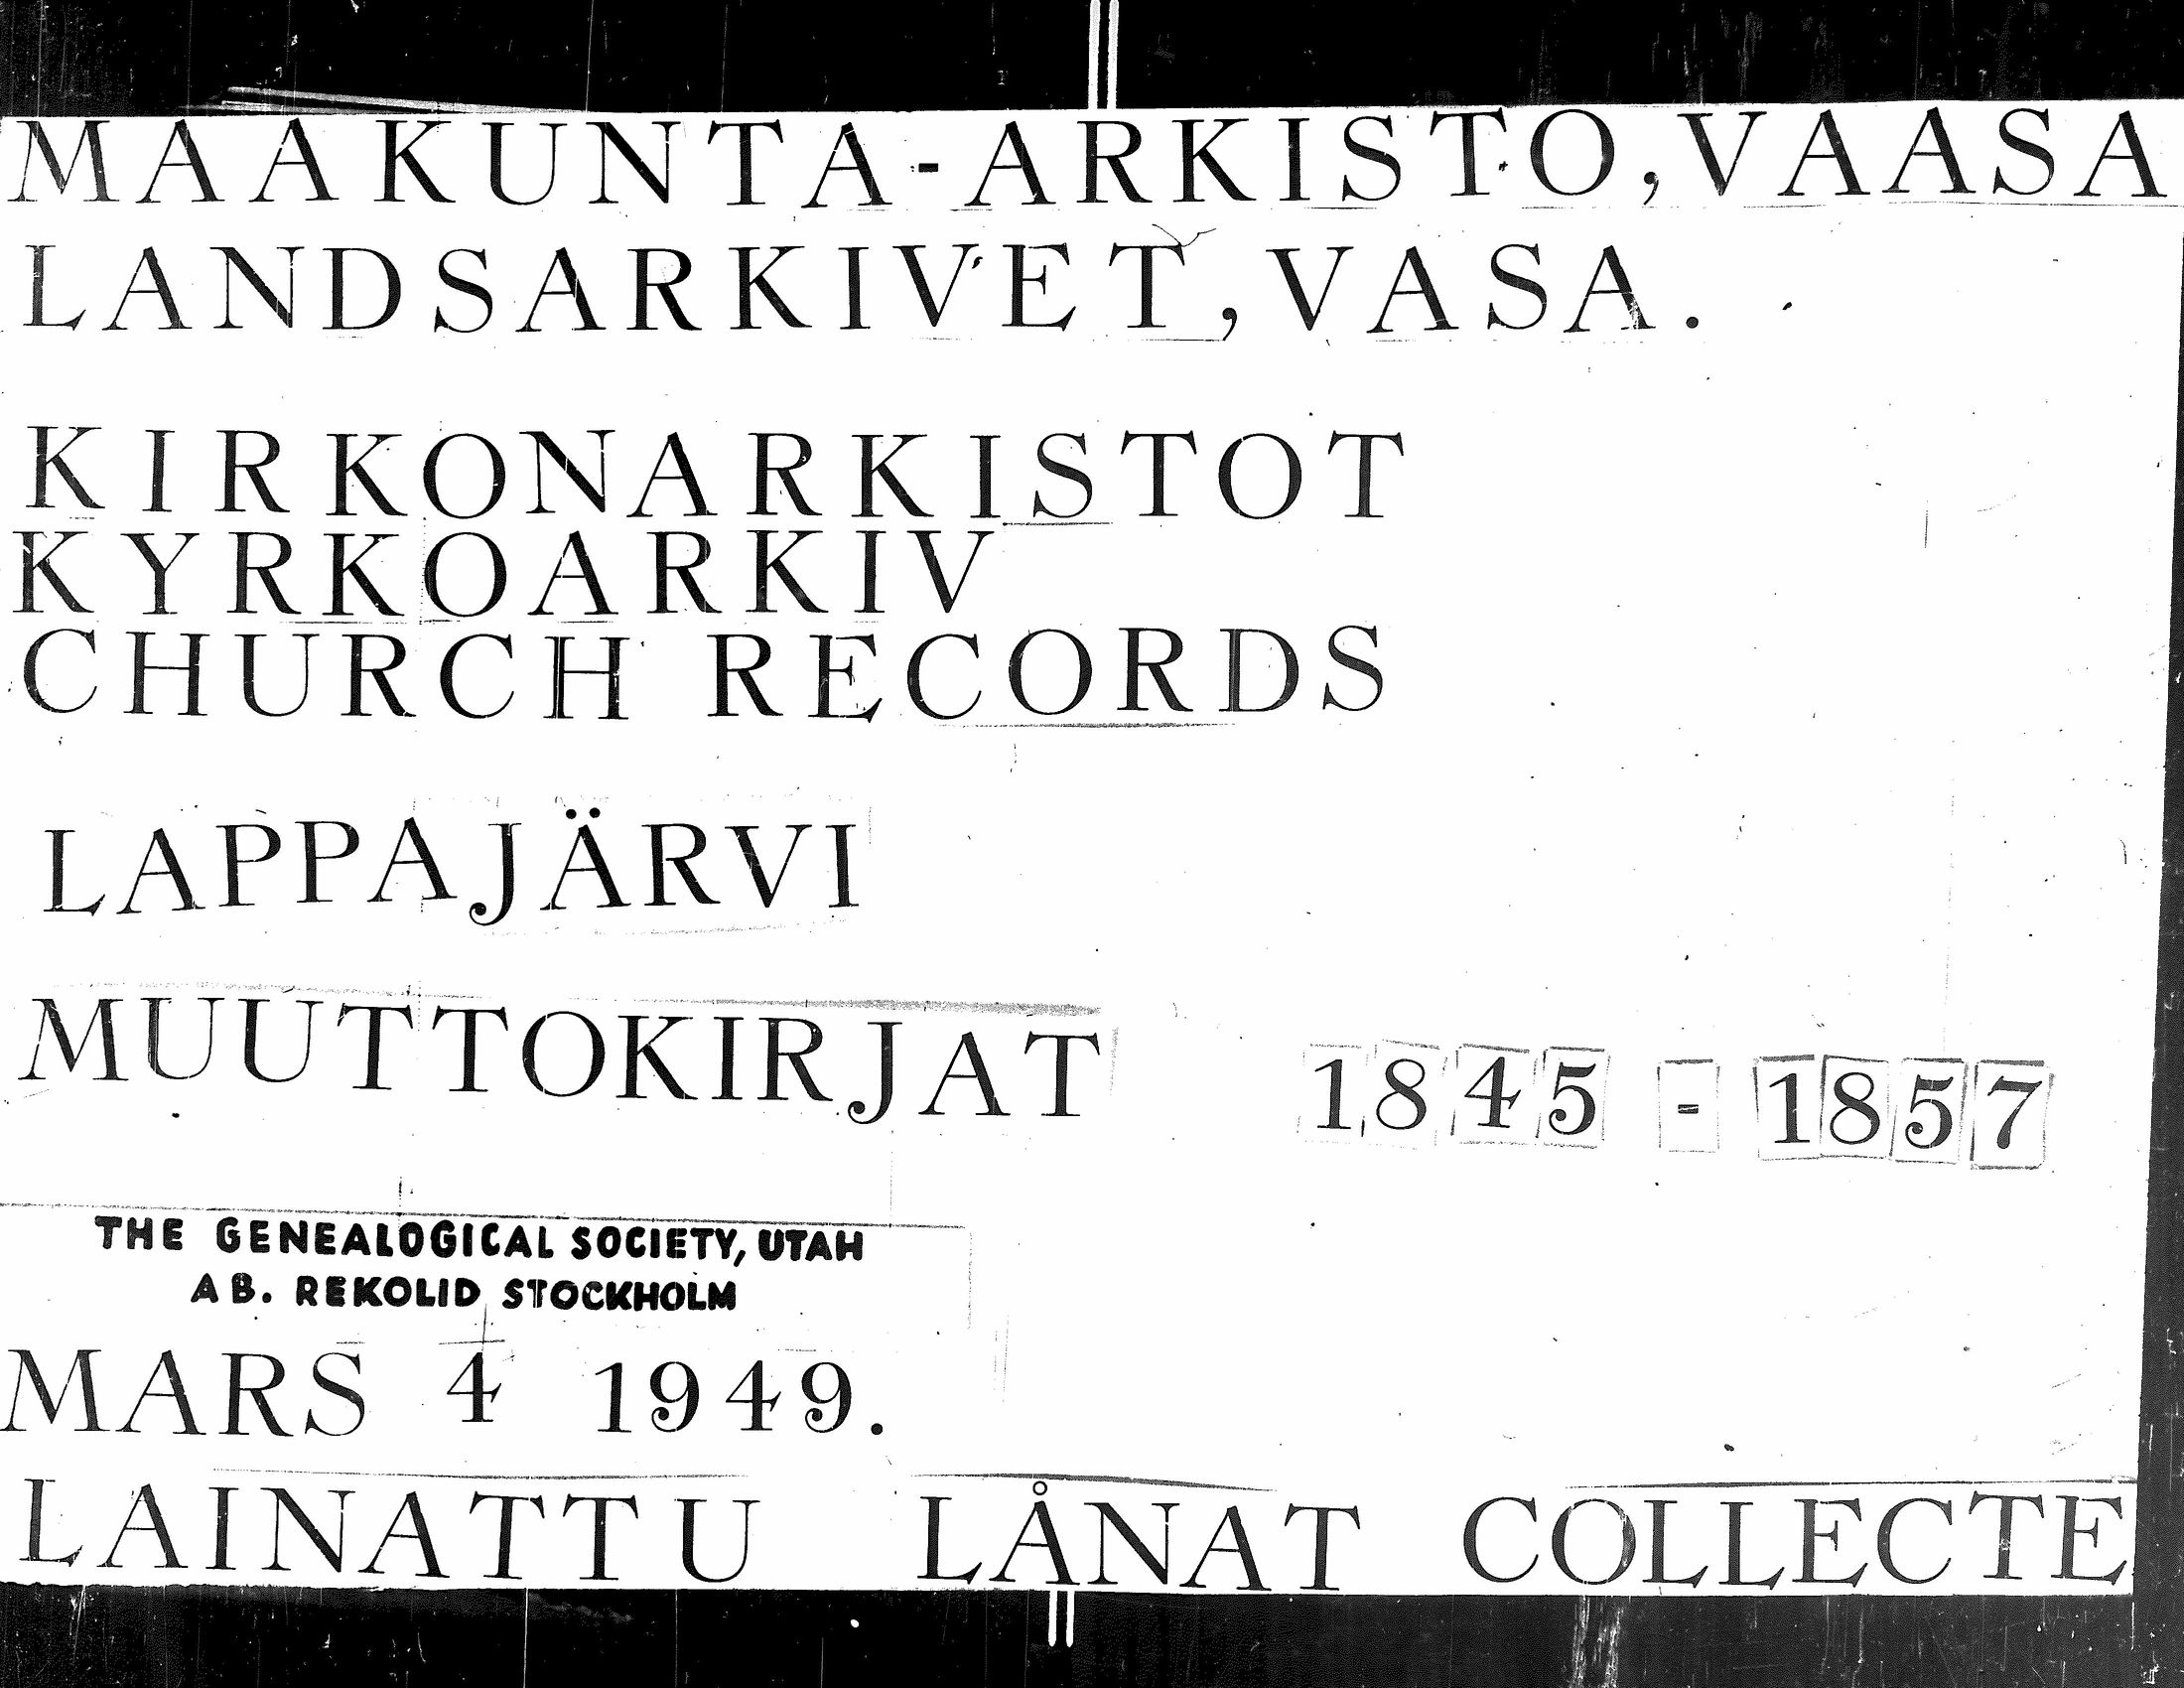 MAAKUNTA-ARKISTO, VAASA
LANDSARKIVET, VASA.
KIRKONARKISTOT
KYRKOARKIV
CHURCH RECORDS
LAPPAJÄRVI
MUUTTOKIRJAT 1845 - 1857
THE GENEALOGICAL SOCIETY, UTAH
AB. REKOLID STOCKHOLM
MARS 4 1949.
LAINATTU LÅNAT COLLECTE